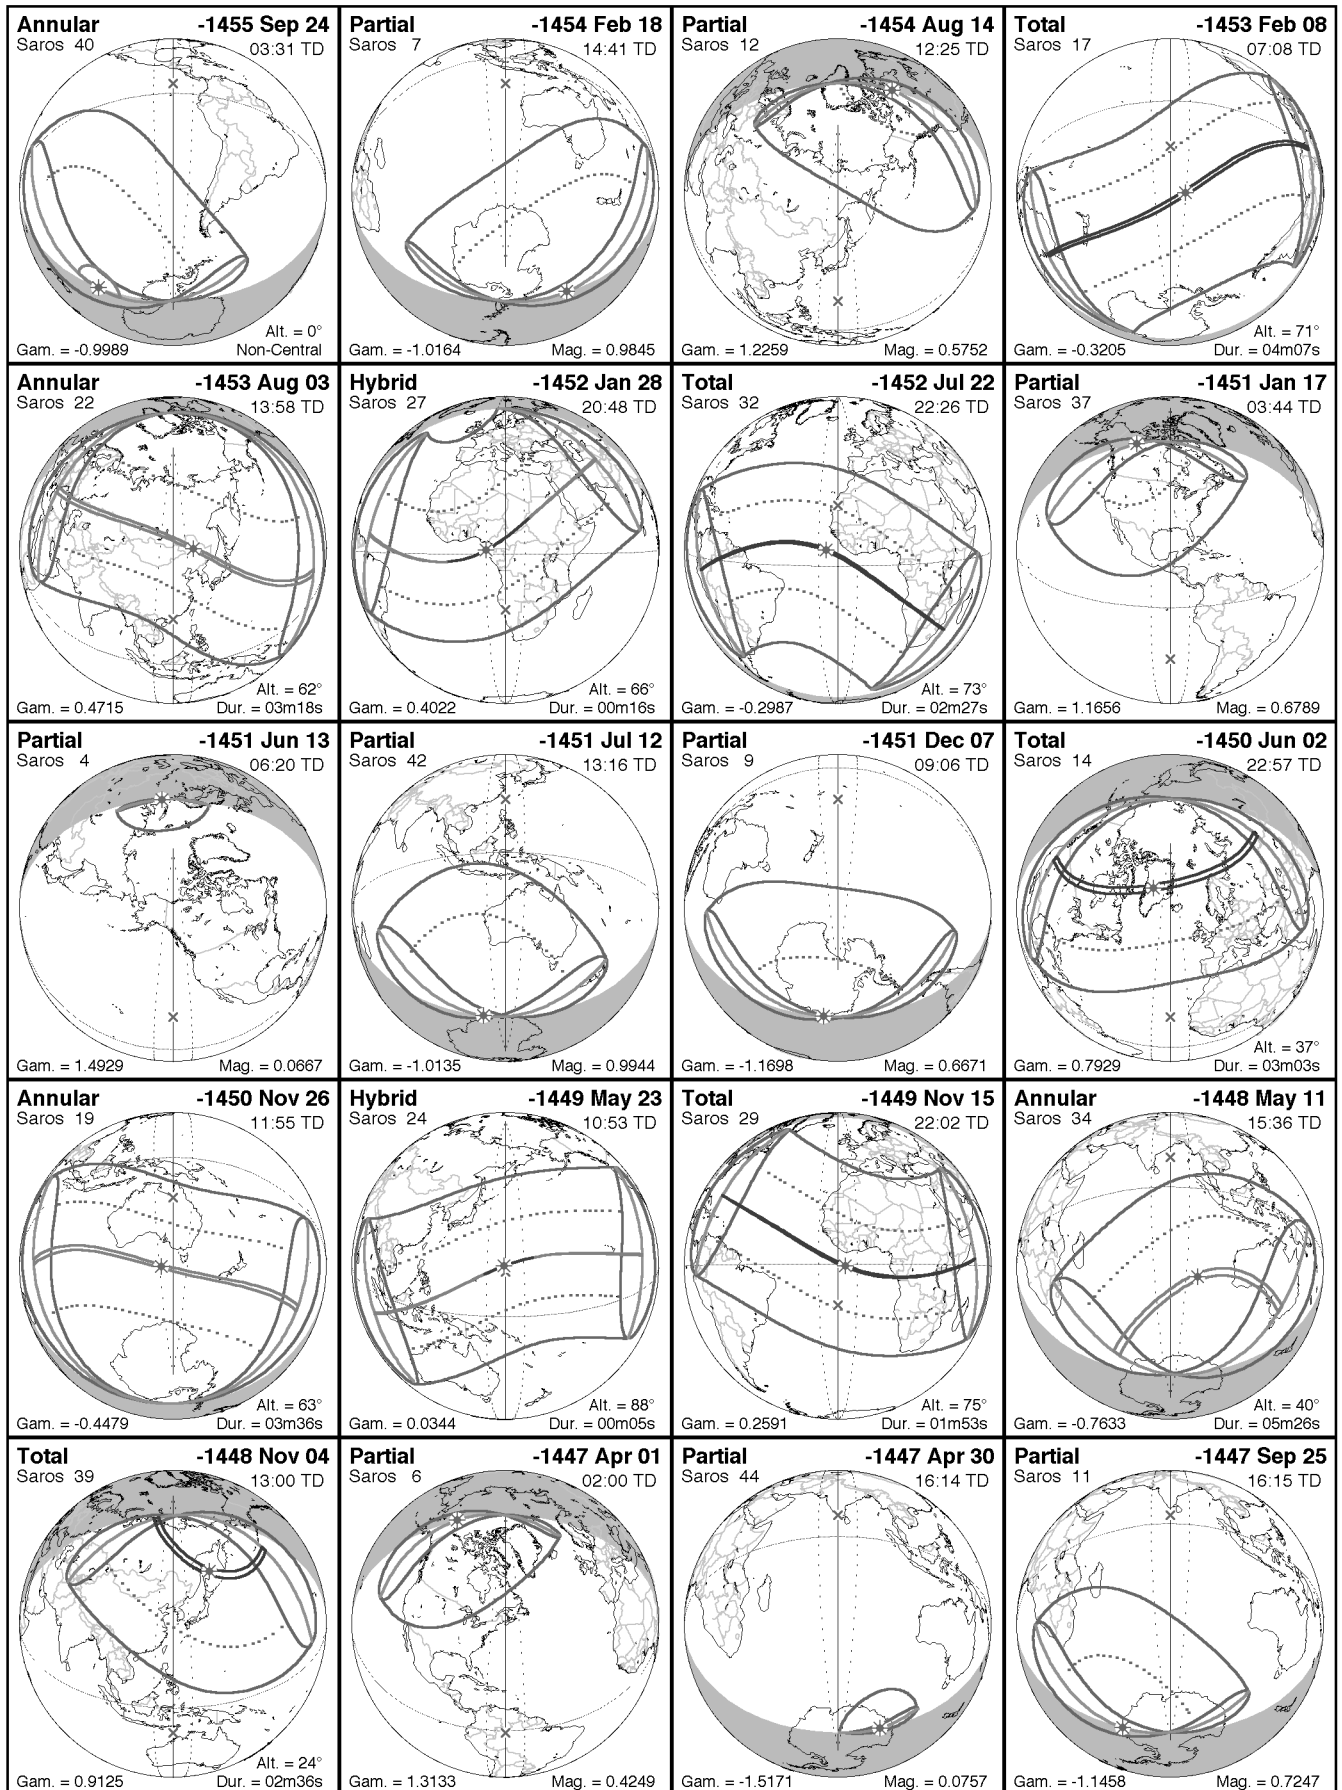 Annular -1455 Sep 24
Saros 40 03:31 TD
Alt. = 0°
Gam. = -0.9989 Non-Central
Partial -1454 Feb 18
Saros 7 14:41 TD
Gam. = -1.0164 Mag. = 0.9845
Partial -1454 Aug 14
Saros 12 12:25 TD
Gam. = 1.2259 Mag. = 0.5752
Total -1453 Feb 08
Saros 17 07:08 TD
Alt. = 71°
Gam. = -0.3205 Dur. = 04m07s
Annular -1453 Aug 03
Saros 22 13:58 TD
Alt. = 62°
Gam. = 0.4715 Dur. = 03m18s
Hybrid -1452 Jan 28
Saros 27 20:48 TD
Alt. = 66°
Gam. = 0.4022 Dur. = 00m16s
Total -1452 Jul 22
Saros 32 22:26 TD
Alt. = 73°
Gam. = -0.2987 Dur. = 02m27s
Partial -1451 Jan 17
Saros 37 03:44 TD
Gam. = 1.1656 Mag. = 0.6789
Partial -1451 Jun 13
Saros 4 06:20 TD
Gam. = 1.4929 Mag. = 0.0667
Partial -1451 Jul 12
Saros 42 13:16 TD
Gam. = -1.0135 Mag. = 0.9944
Partial -1451 Dec 07
Saros 9 09:06 TD
Gam. = -1.1698 Mag. = 0.6671
Total -1450 Jun 02
Saros 14 22:57 TD
Alt. = 37°
Gam. = 0.7929 Dur. = 03m03s
Annular -1450 Nov 26
Saros 19 11:55 TD
Alt. = 63°
Gam. = -0.4479 Dur. = 03m36s
Hybrid -1449 May 23
Saros 24 10:53 TD
Alt. = 88°
Gam. = 0.0344 Dur. = 00m05s
Total -1449 Nov 15
Saros 29 22:02 TD
Alt. = 75°
Gam. = 0.2591 Dur. = 01m53s
Annular -1448 May 11
Saros 34 15:36 TD
Alt. = 40°
Gam. = -0.7633 Dur. = 05m26s
Total -1448 Nov 04
Saros 39 13:00 TD
Alt. = 24°
Gam. = 0.9125 Dur. = 02m36s
Partial -1447 Apr 01
Saros 6 02:00 TD
Gam. = 1.3133 Mag. = 0.4249
Partial -1447 Apr 30
Saros 44 16:14 TD
Gam. = -1.5171 Mag. = 0.0757
Partial -1447 Sep 25
Saros 11 16:15 TD
Gam. = -1.1458 Mag. = 0.7247